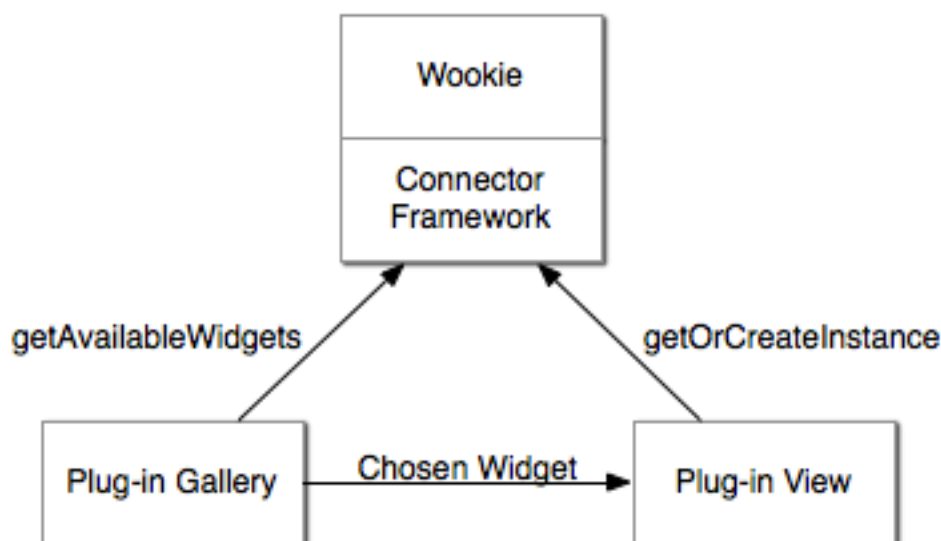 Wookie
Connector
Framework
getAvailableWidgets
getOrCreateInstance
Plug-in Gallery
Chosen Widget
Plug-in View